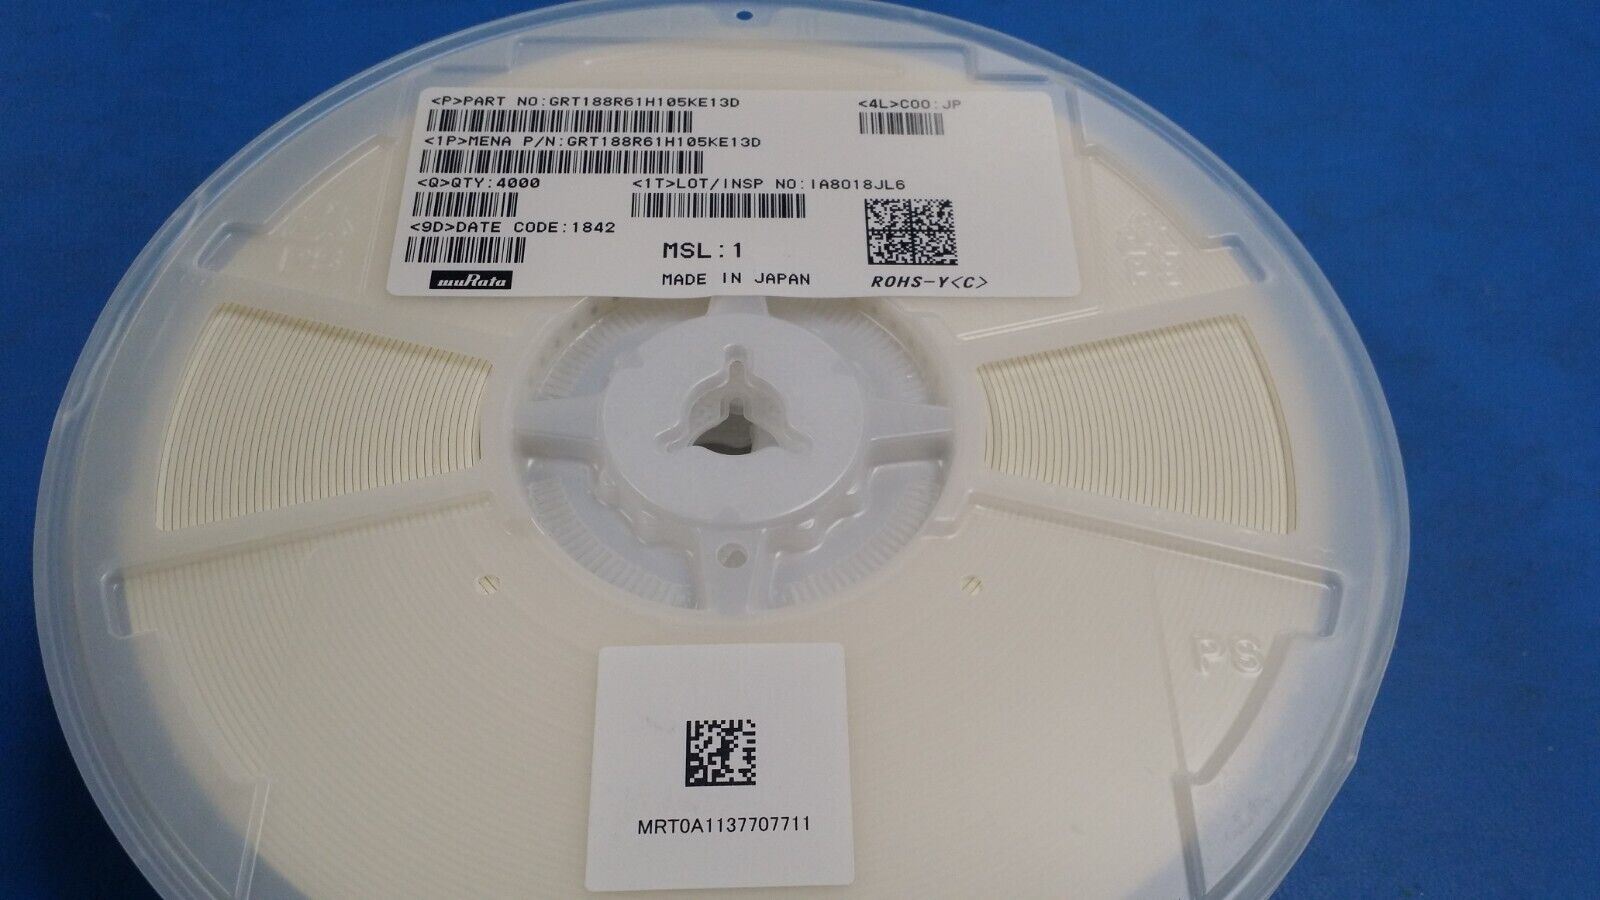 <P>PART NO:GRT188R61H105KE13D
<4L>COO:JP
<1P>MENA P/N:GRT188R61H105KE13D
<Q>QTY:4000
<1T>LOT/INSP NO:IA8018JL6
<9D>DATE CODE:1842
MSL:1
muRata
MADE IN JAPAN
ROHS-Y<C>
PS
MRT0A1137707711